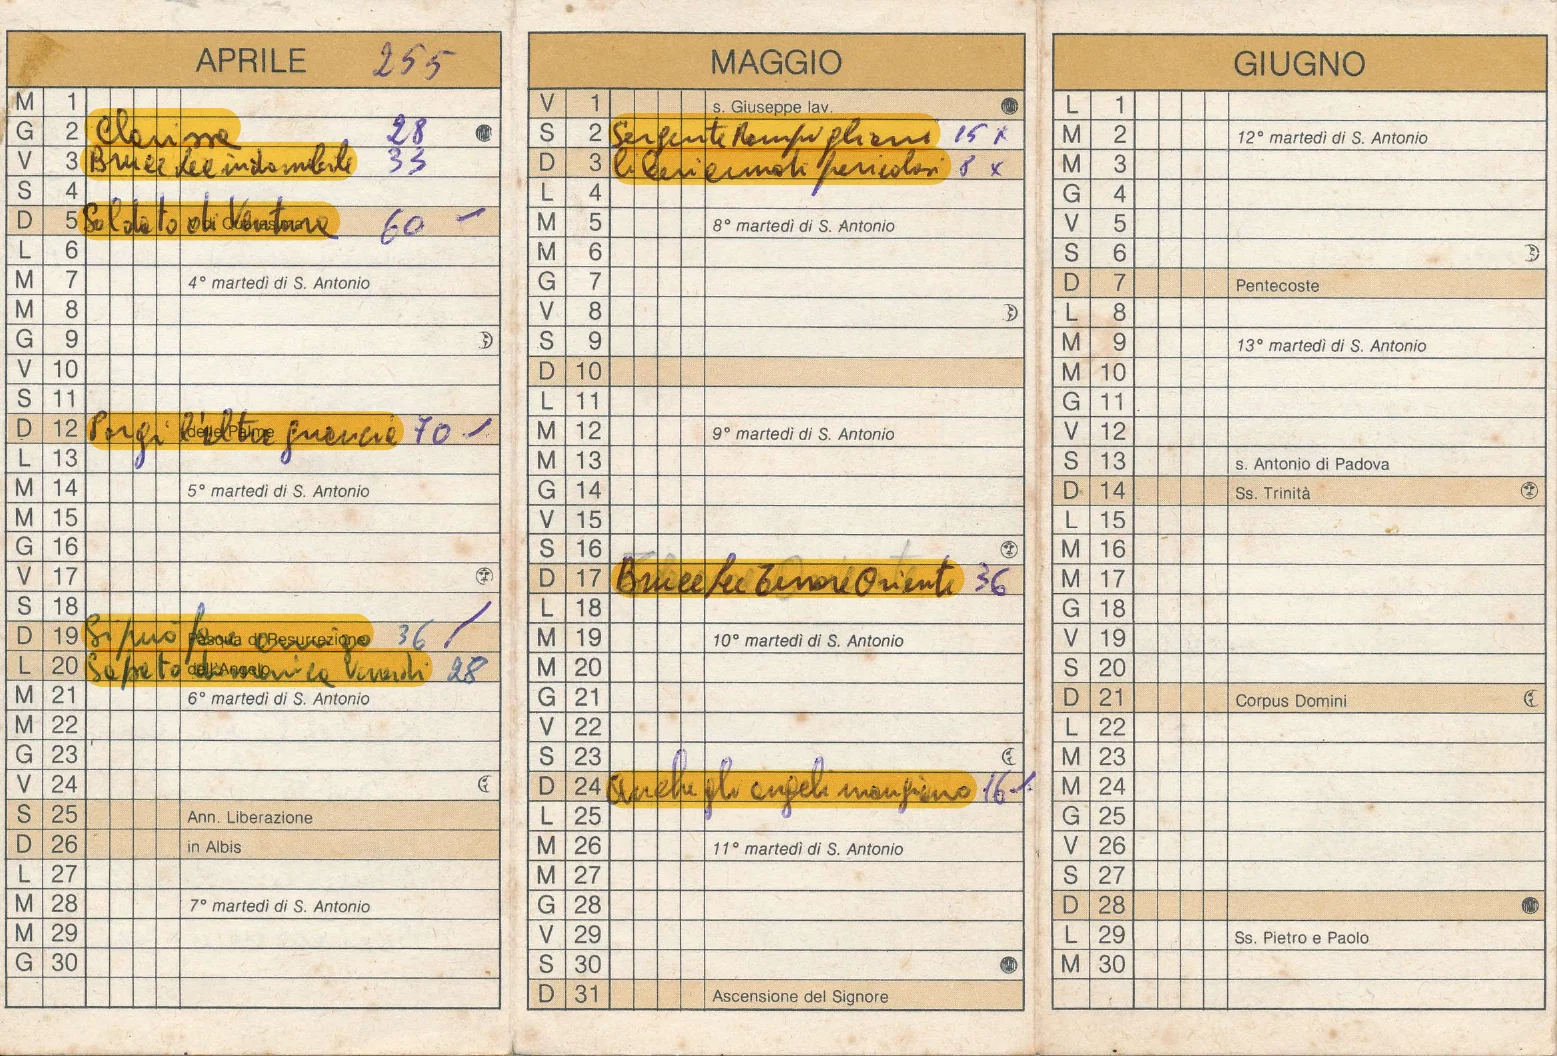 APRILE 255
M 1
G 2 Clarissa 28
V 3 Bruce Lee indomabile 33
S 4
D 5 Soldato di Ventura 60
L 6
M 7 4° martedì di S. Antonio
M 8
G 9
V 10
S 11
D 12 delle Palme Porgi l'altra guancia 70
L 13
M 14 5° martedì di S. Antonio
M 15
G 16
V 17
S 18
D 19 Pasqua di Resurrezione Si può fare amigo 36
L 20 dell'Angelo Sabato domenica Venerdi 28
M 21 6° martedì di S. Antonio
M 22
G 23
V 24
S 25 Ann. Liberazione
D 26 in Albis
L 27
M 28 7° martedì di S. Antonio
M 29
G 30
MAGGIO
V 1 s. Giuseppe lav.
S 2 Sergente Rompiglioni 15 x
D 3 liberi armati pericolosi 8 x
L 4
M 5 8° martedì di S. Antonio
M 6
G 7
V 8
S 9
D 10
L 11
M 12 9° martedì di S. Antonio
M 13
G 14
V 15
S 16
D 17 Bruce Lee Terrore Oriente 36
L 18
M 19 10° martedì di S. Antonio
M 20
G 21
V 22
S 23
D 24 Anche gli angeli mangiano 16
L 25
M 26 11° martedì di S. Antonio
M 27
G 28
V 29
S 30
D 31 Ascensione del Signore
GIUGNO
L 1
M 2 12° martedì di S. Antonio
M 3
G 4
V 5
S 6
D 7 Pentecoste
L 8
M 9 13° martedì di S. Antonio
M 10
G 11
V 12
S 13 s. Antonio di Padova
D 14 Ss. Trinità
L 15
M 16
M 17
G 18
V 19
S 20
D 21 Corpus Domini
L 22
M 23
M 24
G 25
V 26
S 27
D 28
L 29 Ss. Pietro e Paolo
M 30